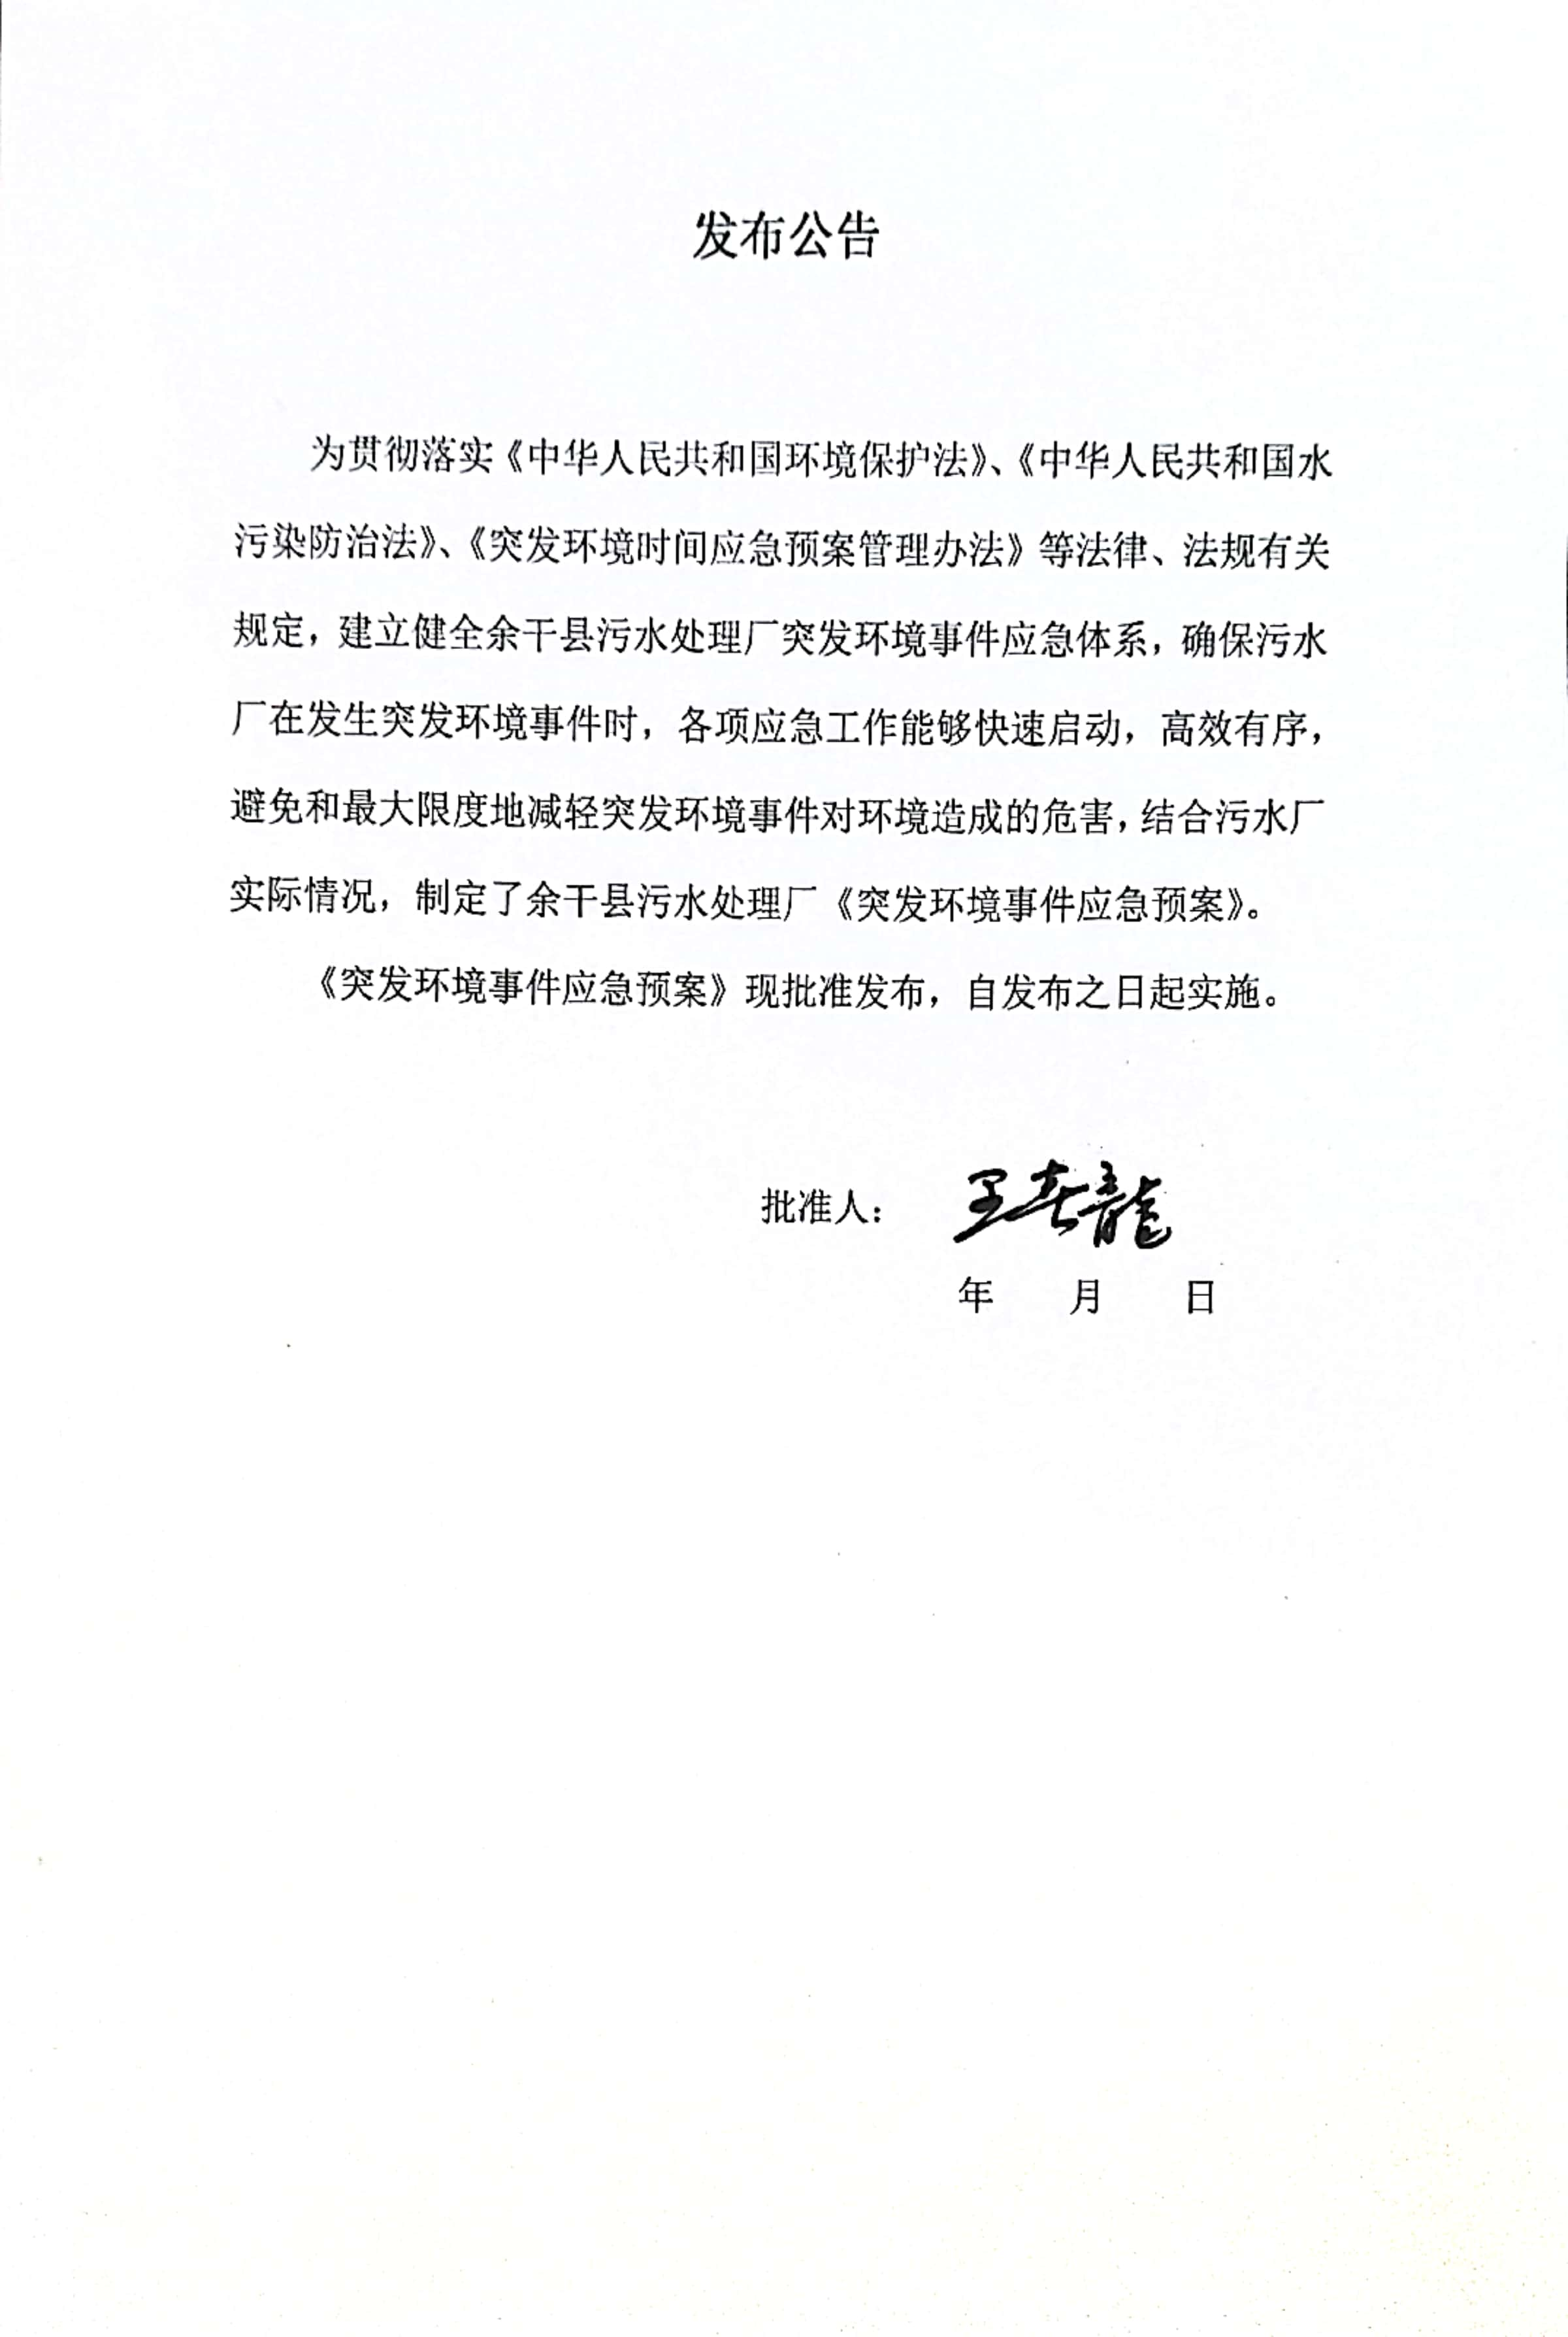 发布公告
为贯彻落实《中华人民共和国环境保护法》、《中华人民共和国水
污染防治法》、《突发环境时间应急预案管理办法》等法律、法规有关
规定，建立健全余干县污水处理厂突发环境事件应急体系，确保污水
厂在发生突发环境事件时，各项应急工作能够快速启动，高效有序，
避免和最大限度地减轻突发环境事件对环境造成的危害，结合污水厂
实际情况，制定了余干县污水处理厂《突发环境事件应急预案》。
《突发环境事件应急预案》现批准发布，自发布之日起实施。
批准人：王 龍
年 月 日